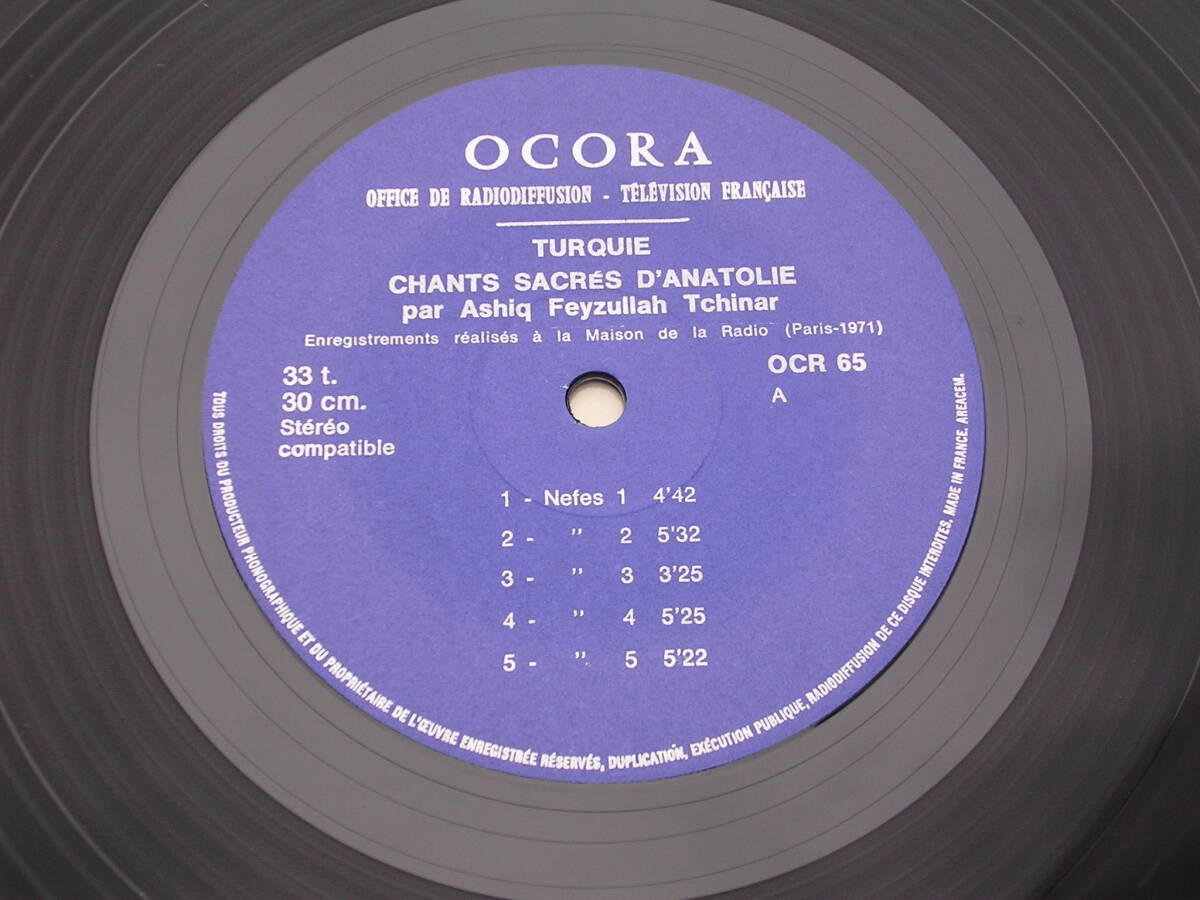 OCORA
OFFICE DE RADIODIFFUSION - TÉLÉVISION FRANÇAISE
TURQUIE
CHANTS SACRÉS D'ANATOLIE
par Ashiq Feyzullah Tchinar
Enregistrements réalisés à la Maison de la Radio (Paris-1971)
33 t.
30 cm.
Stéréo
compatible
OCR 65
A
1 - Nefes 1 4'42
2 - " 2 5'32
3 - " 3 3'25
4 - " 4 5'25
5 - " 5 5'22
TOUS DROITS DU PRODUCTEUR PHONOGRAPHIQUE ET DU PROPRIÉTAIRE DE L'ŒUVRE ENREGISTRÉE RÉSERVÉS, DUPLICATION, EXÉCUTION PUBLIQUE, RADIODIFFUSION DE CE DISQUE INTERDITES. MADE IN FRANCE. AREACEM.